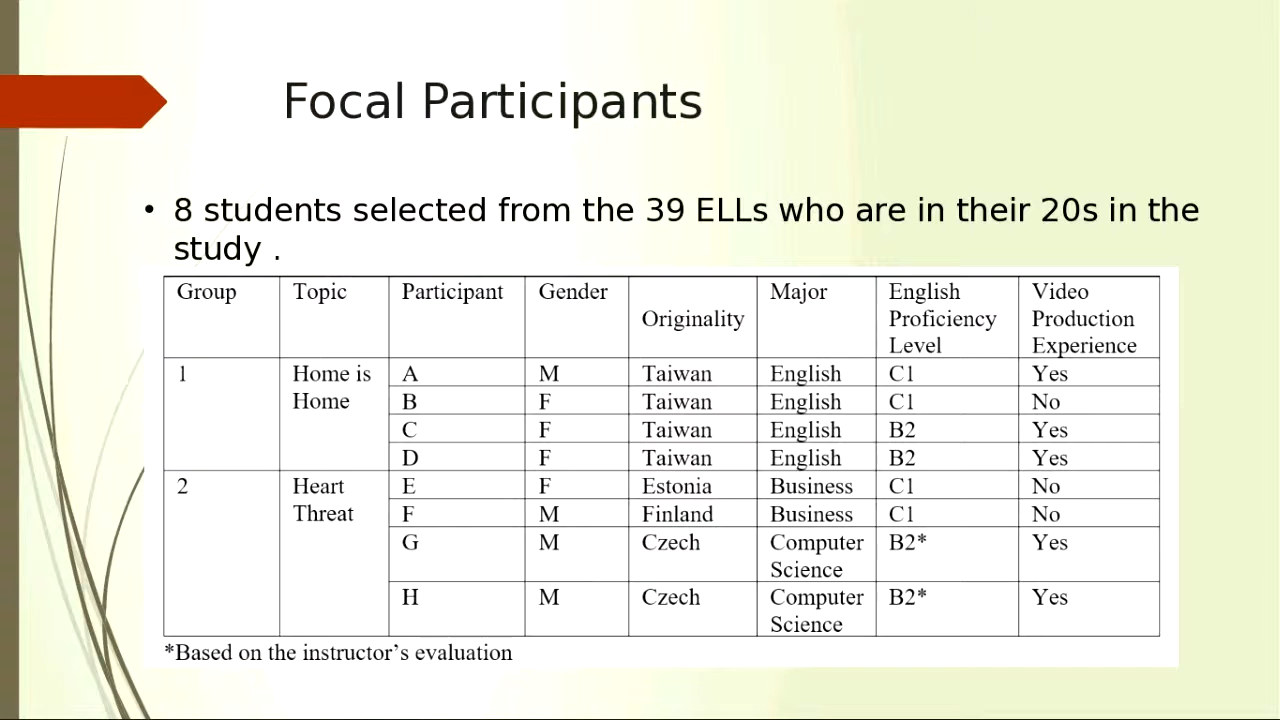 Focal Participants
• 8 students selected from the 39 ELLs who are in their 20s in the
study .
Group Topic Participant Gender Originality Major English Proficiency Level Video Production Experience
1 Home is Home A M Taiwan English C1 Yes
B F Taiwan English C1 No
C F Taiwan English B2 Yes
D F Taiwan English B2 Yes
2 Heart Threat E F Estonia Business C1 No
F M Finland Business C1 No
G M Czech Computer Science B2* Yes
H M Czech Computer Science B2* Yes
*Based on the instructor’s evaluation